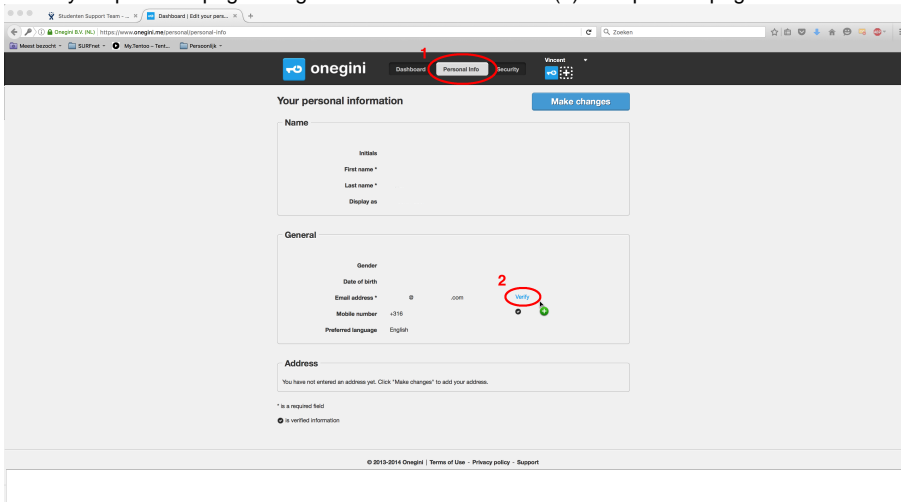 Studenten Support Team - ... × Dashboard | Edit your pers... × +
Onegini B.V. (NL) https://www.onegini.me/personal/personal-info Zoeken
Meest bezocht SURFnet My.Tentoo - Tent... Persoonlijk
1
onegini Dashboard Personal Info Security Vincent
Your personal information Make changes
Name
Initials
First name *
Last name *
Display as
General
Gender
Date of birth
2
Email address * @ .com Verify
Mobile number +316
Preferred language English
Address
You have not entered an address yet. Click "Make changes" to add your address.
* is a required field
is verified information
© 2013-2014 Onegini | Terms of Use - Privacy policy - Support